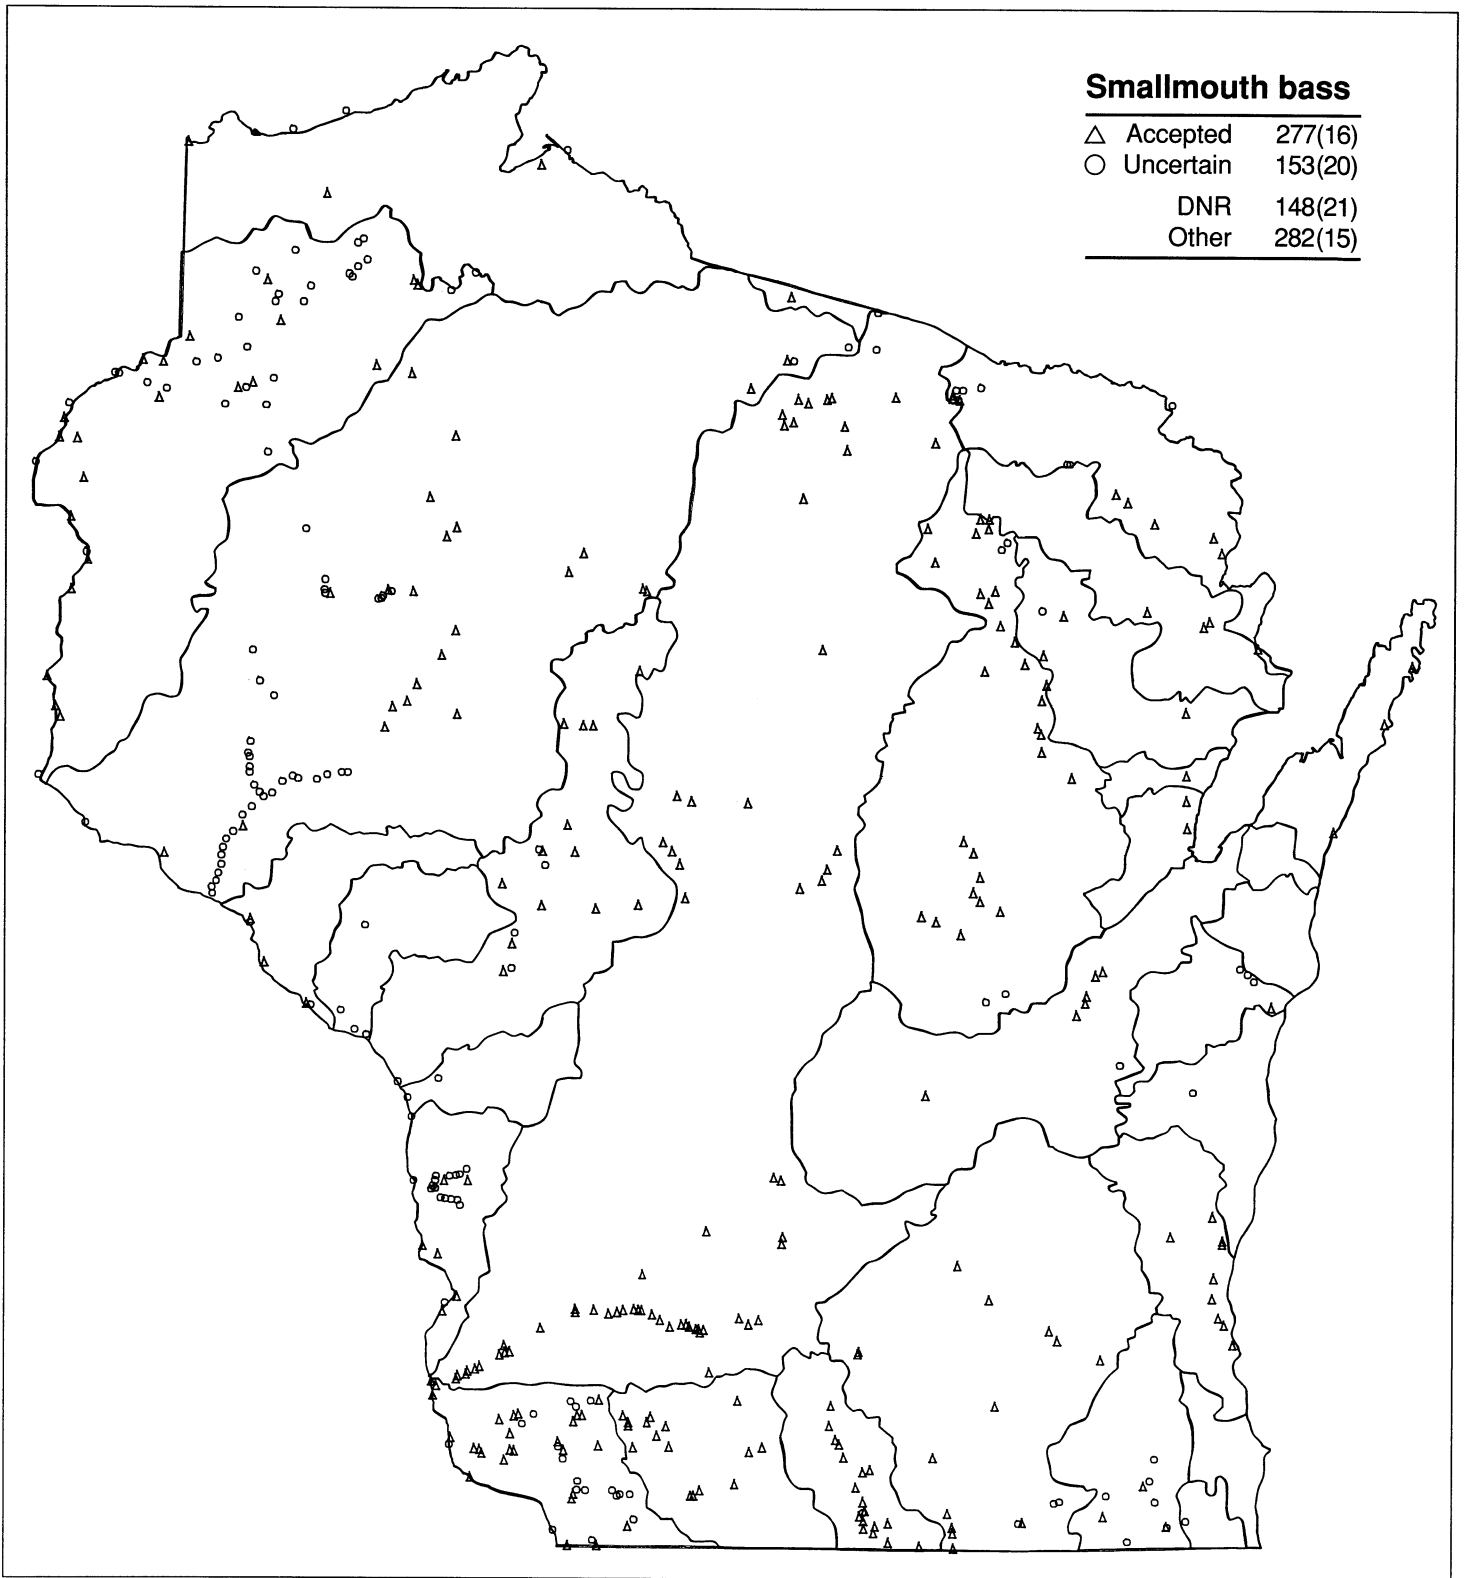 Smallmouth bass
△ Accepted 277(16)
○ Uncertain 153(20)
DNR 148(21)
Other 282(15)